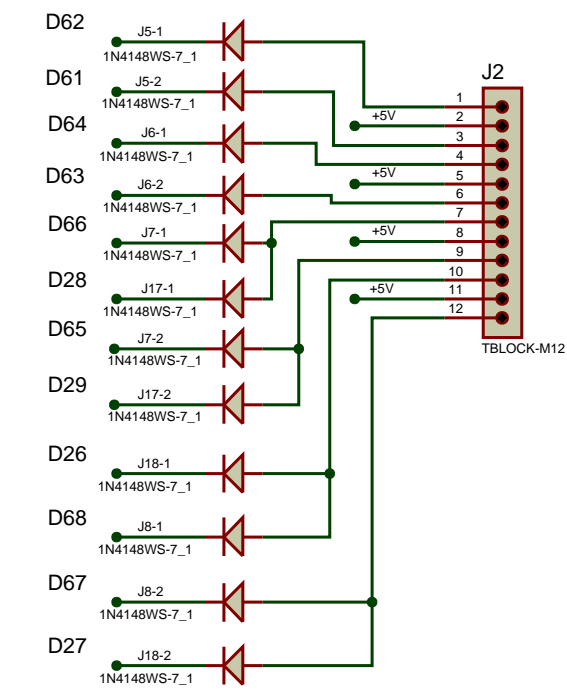 D62
J5-1
1N4148WS-7_1
D61
J5-2
1N4148WS-7_1
D64
J6-1
1N4148WS-7_1
D63
J6-2
1N4148WS-7_1
D66
J7-1
1N4148WS-7_1
D28
J17-1
1N4148WS-7_1
D65
J7-2
1N4148WS-7_1
D29
J17-2
1N4148WS-7_1
D26
J18-1
1N4148WS-7_1
D68
J8-1
1N4148WS-7_1
D67
J8-2
1N4148WS-7_1
D27
J18-2
1N4148WS-7_1
J2
1
+5V 2
3
4
+5V 5
6
7
+5V 8
9
10
+5V 11
12
TBLOCK-M12